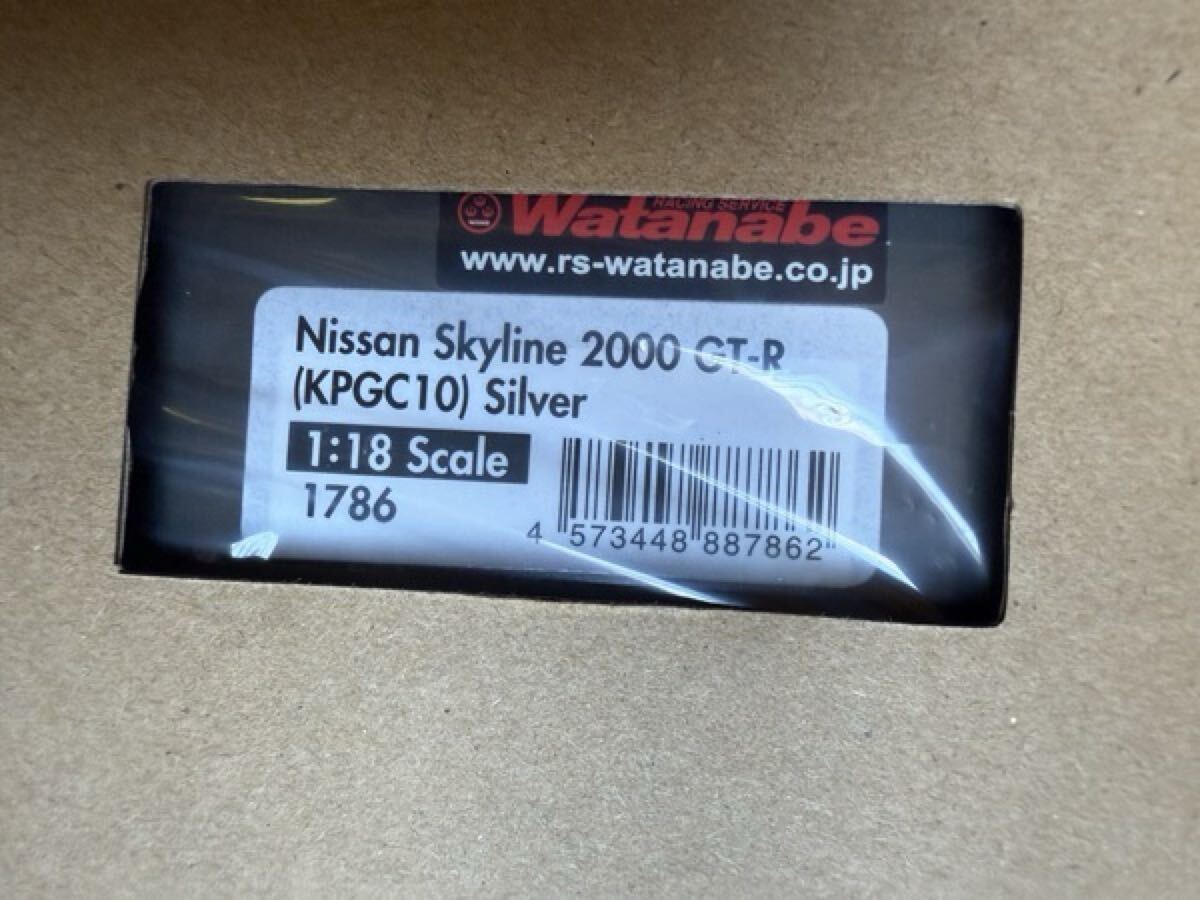 RACING SERVICE
Watanabe
www.rs-watanabe.co.jp
Nissan Skyline 2000 GT-R
(KPGC10) Silver
1:18 Scale
1786
4 573448 887862